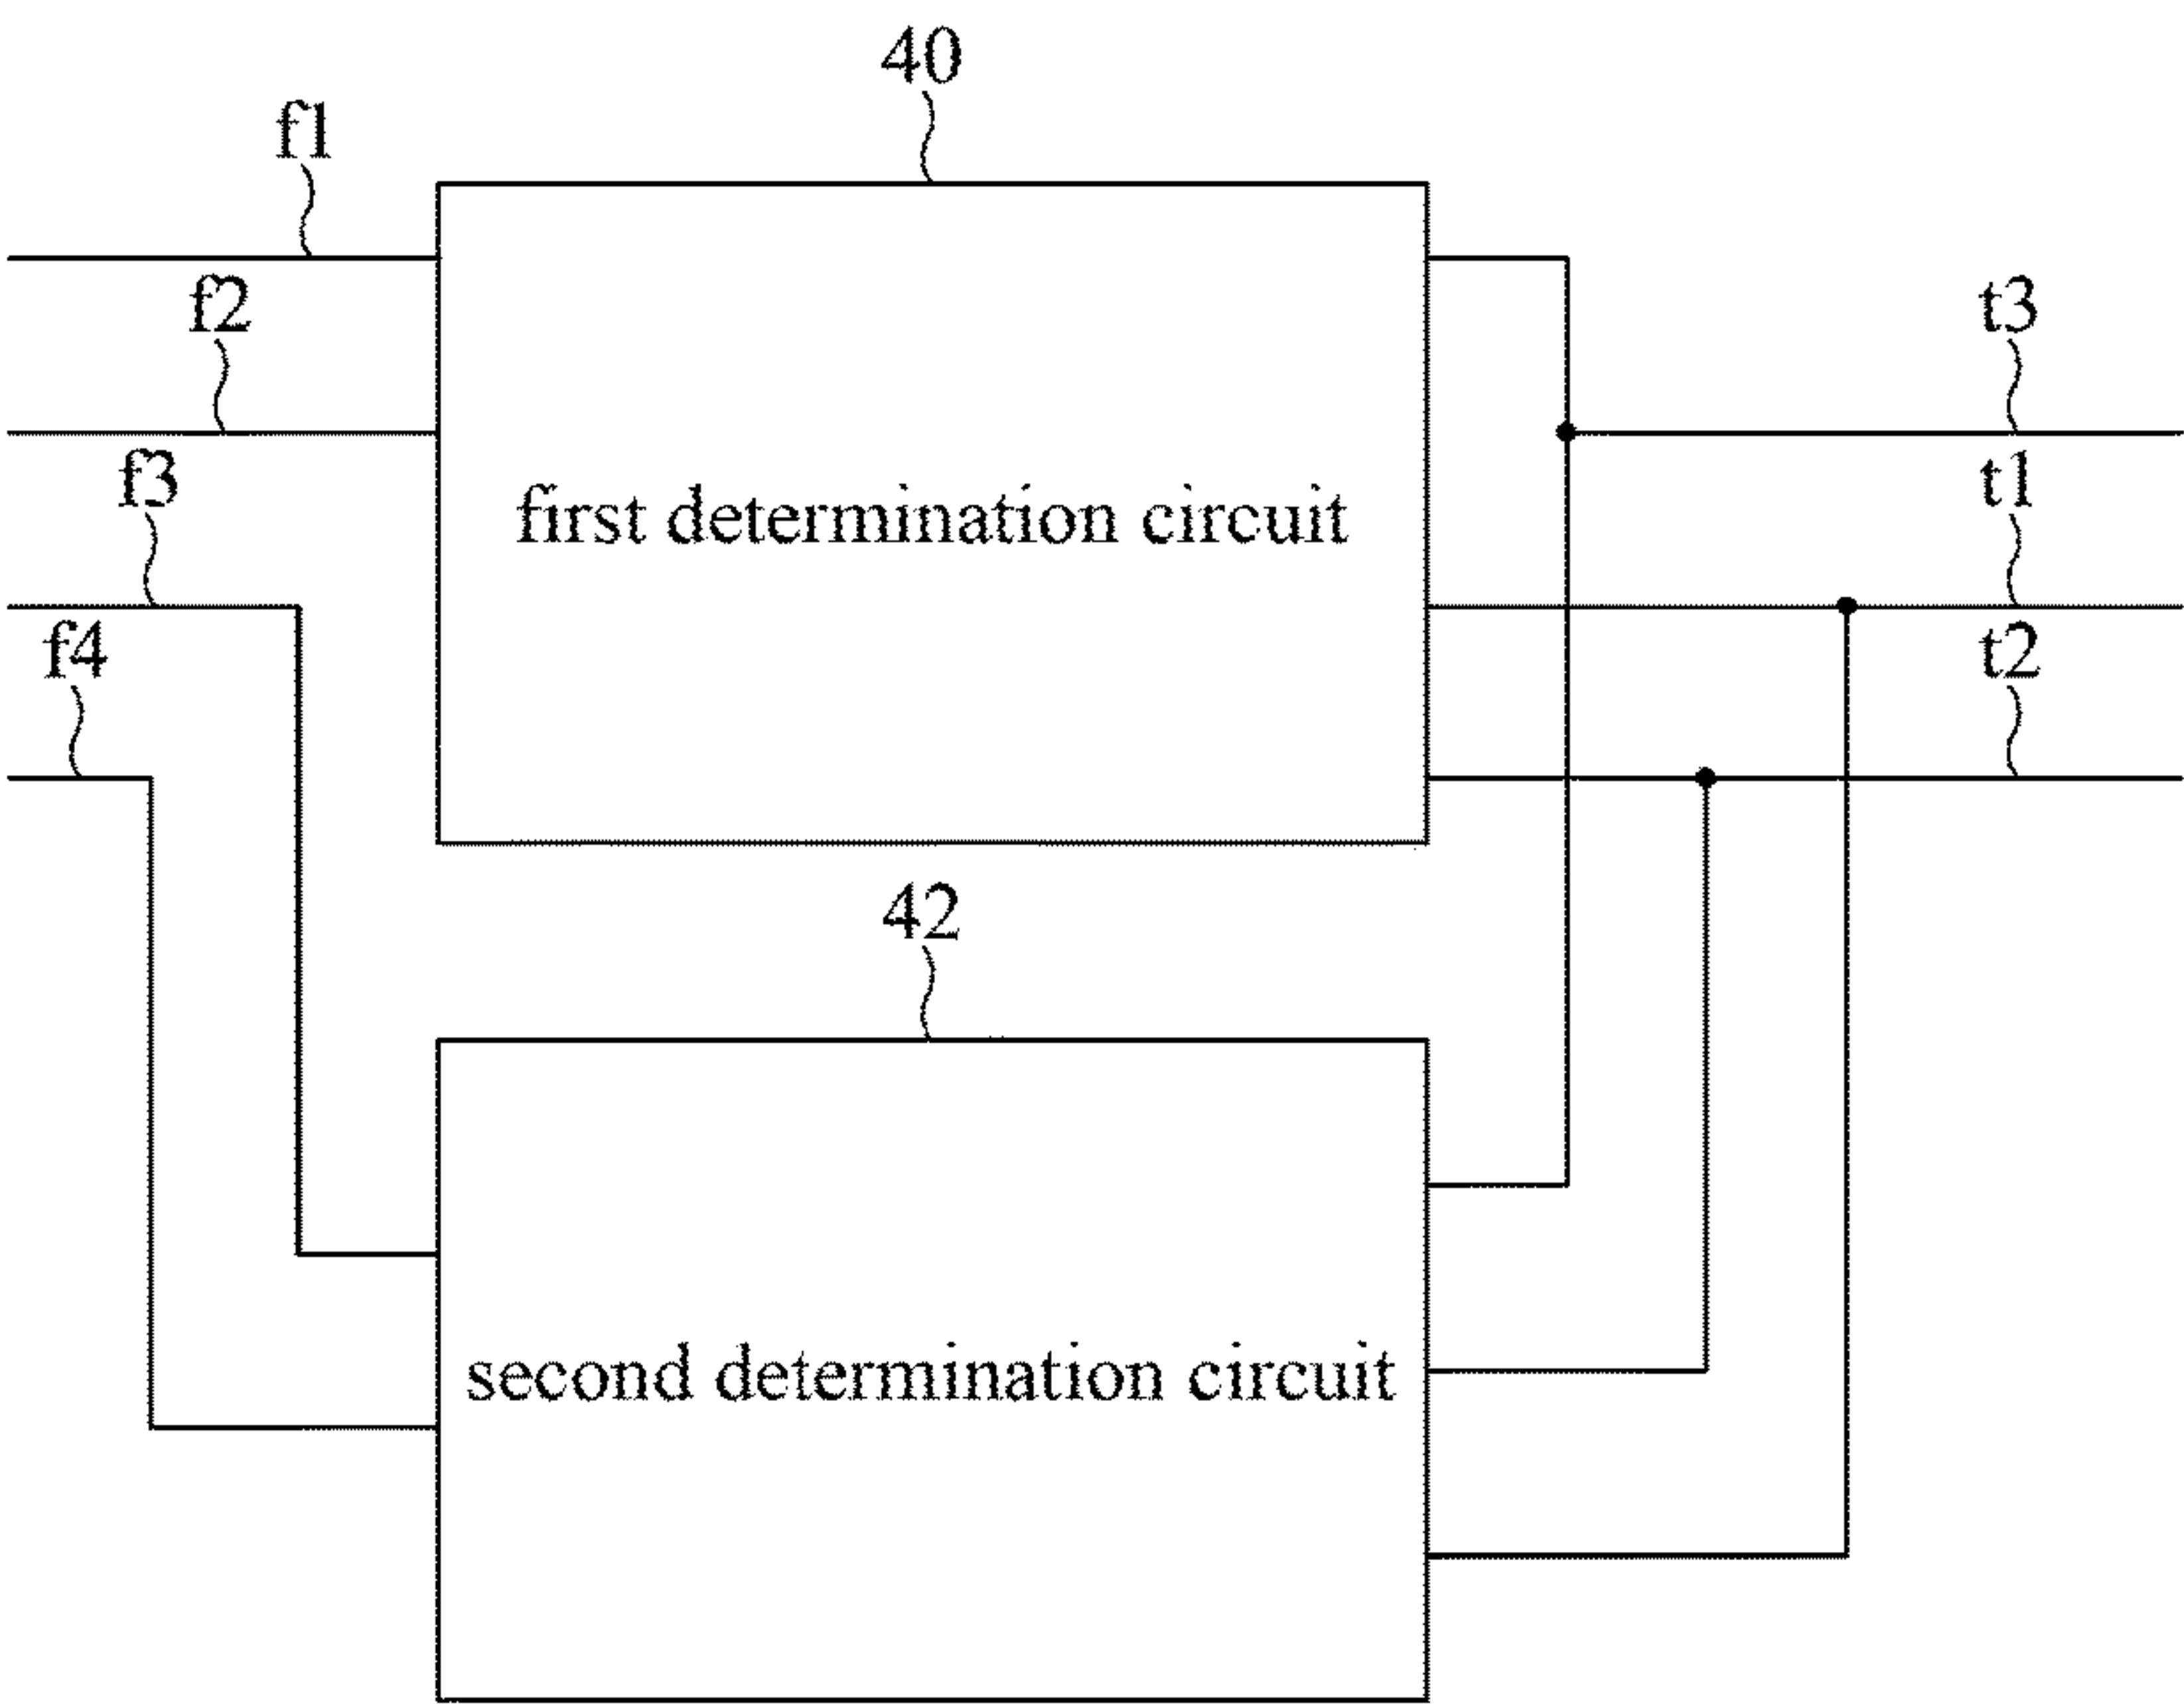 40
f1
f2
t3
f3
t1
first determination circuit
f4
t2
42
second determination circuit